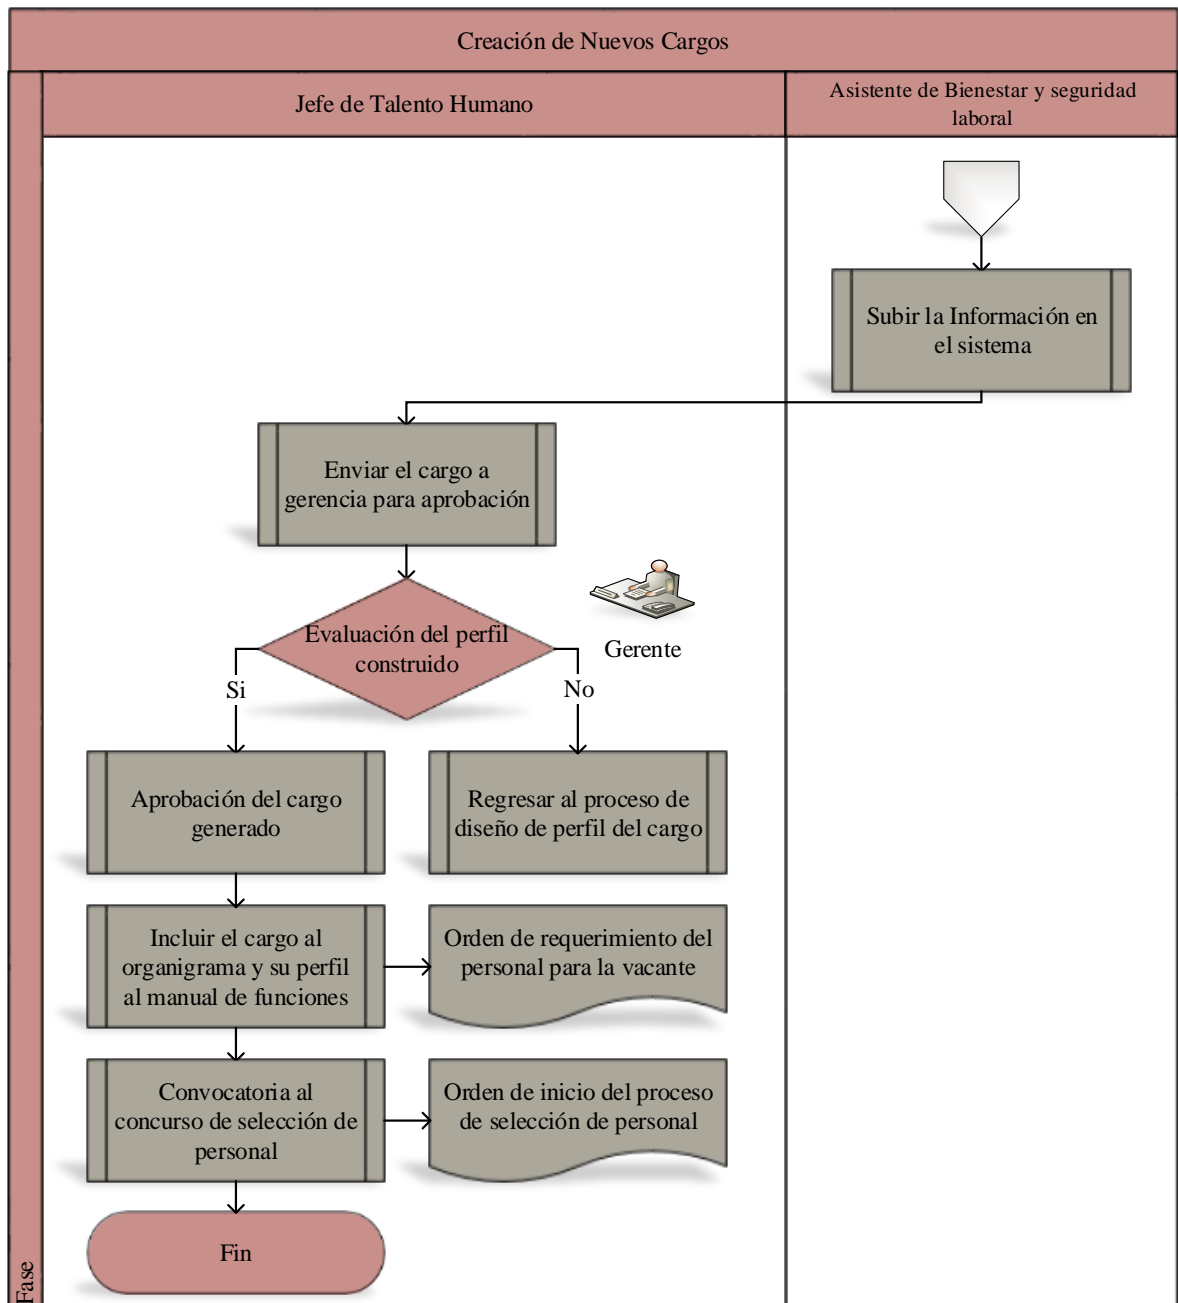 Creación de Nuevos Cargos
Jefe de Talento Humano
Asistente de Bienestar y seguridad
laboral
Subir la Información en
el sistema
Enviar el cargo a
gerencia para aprobación
Evaluación del perfil
construido
Gerente
Si
No
Aprobación del cargo
generado
Regresar al proceso de
diseño de perfil del cargo
Incluir el cargo al
organigrama y su perfil
al manual de funciones
Orden de requerimiento del
personal para la vacante
Convocatoria al
concurso de selección de
personal
Orden de inicio del proceso
de selección de personal
Fin
Fase